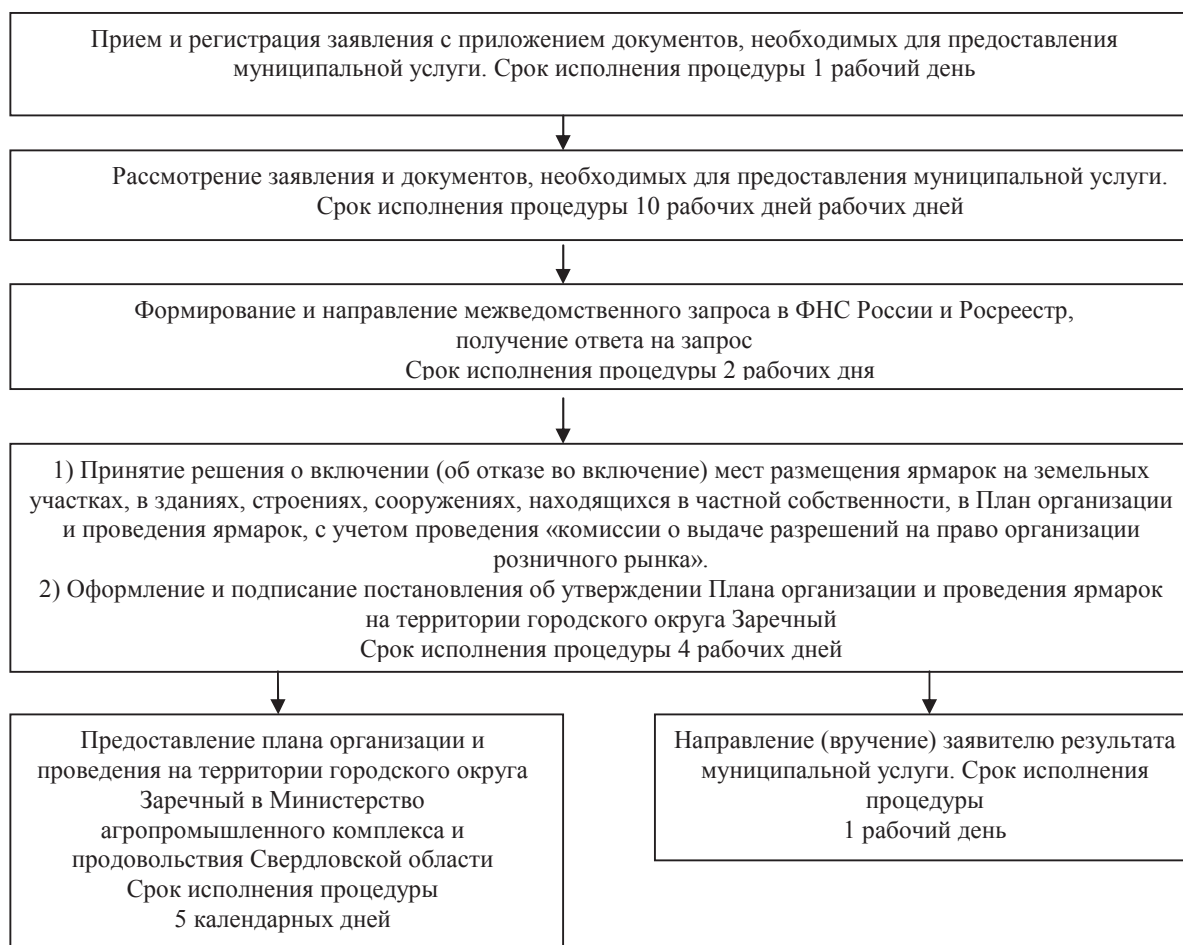 Прием и регистрация заявления с приложением документов, необходимых для предоставления
муниципальной услуги. Срок исполнения процедуры 1 рабочий день
Рассмотрение заявления и документов, необходимых для предоставления муниципальной услуги.
Срок исполнения процедуры 10 рабочих дней рабочих дней
Формирование и направление межведомственного запроса в ФНС России и Росреестр,
получение ответа на запрос
Срок исполнения процедуры 2 рабочих дня
1) Принятие решения о включении (об отказе во включение) мест размещения ярмарок на земельных
участках, в зданиях, строениях, сооружениях, находящихся в частной собственности, в План организации
и проведения ярмарок, с учетом проведения «комиссии о выдаче разрешений на право организации
розничного рынка».
2) Оформление и подписание постановления об утверждении Плана организации и проведения ярмарок
на территории городского округа Заречный
Срок исполнения процедуры 4 рабочих дней
Предоставление плана организации и
проведения на территории городского округа
Заречный в Министерство
агропромышленного комплекса и
продовольствия Свердловской области
Срок исполнения процедуры
5 календарных дней
Направление (вручение) заявителю результата
муниципальной услуги. Срок исполнения
процедуры
1 рабочий день